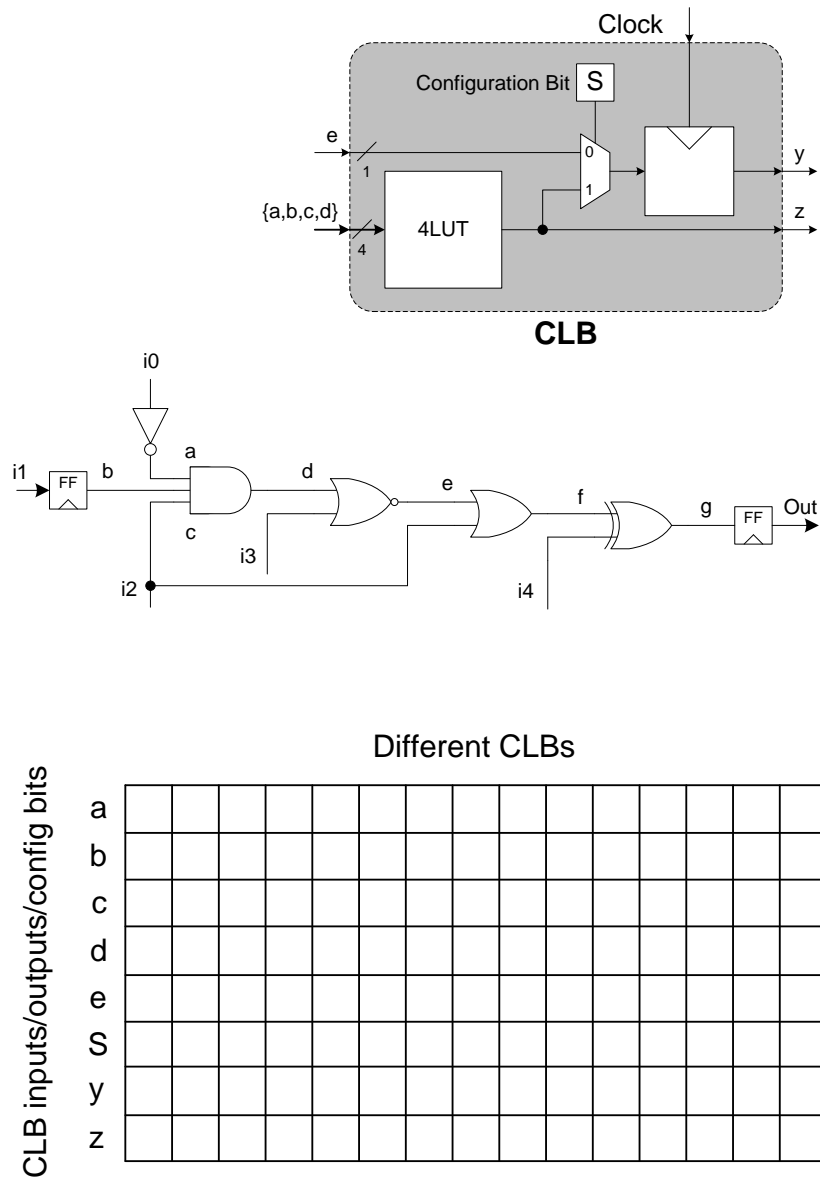 Clock
Configuration Bit S
e
0
1
y
1
{a,b,c,d}
4
4LUT
z
CLB
i0
a
i1
FF
b
d
e
f
g
FF
Out
c
i3
i2
i4
Different CLBs
CLB inputs/outputs/config bits
a
b
c
d
e
S
y
z